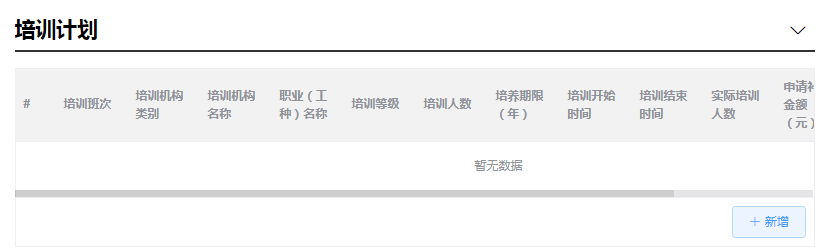 培训计划
# 培训班次 培训机构类别 培训机构名称 职业（工种）名称 培训等级 培训人数 培养期限（年） 培训开始时间 培训结束时间 实际培训人数 申请补金额（元）
暂无数据
＋ 新增